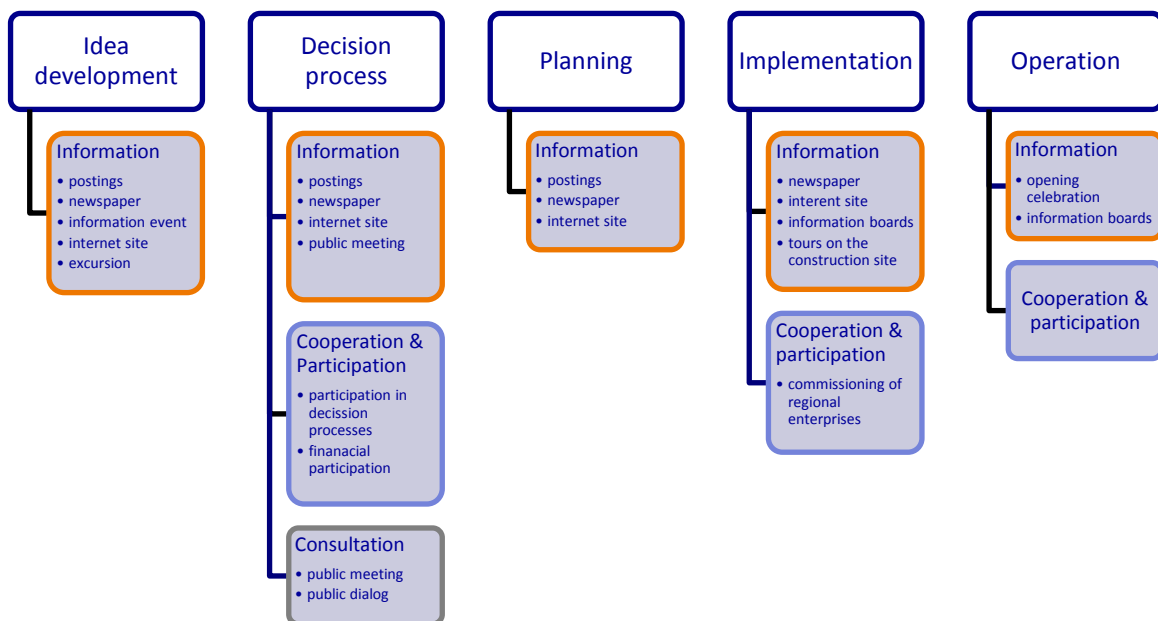 Idea
development
Information
• postings
• newspaper
• information event
• internet site
• excursion
Decision
process
Information
• postings
• newspaper
• internet site
• public meeting
Cooperation &
Participation
• participation in
decission
processes
• finanacial
participation
Consultation
• public meeting
• public dialog
Planning
Information
• postings
• newspaper
• internet site
Implementation
Information
• newspaper
• interent site
• information boards
• tours on the
construction site
Cooperation &
participation
• commissioning of
regional
enterprises
Operation
Information
• opening
celebration
• information boards
Cooperation &
participation